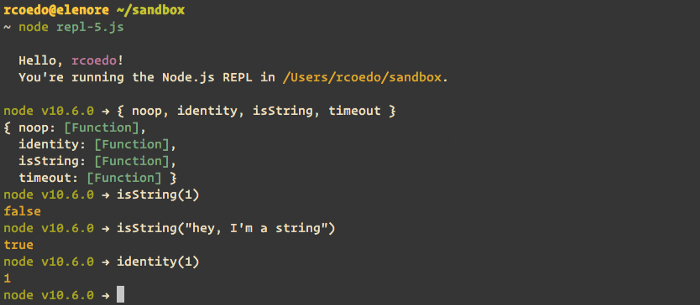 rcoedo@elenore ~/sandbox
~ node repl-5.js
Hello, rcoedo!
You're running the Node.js REPL in /Users/rcoedo/sandbox.
node v10.6.0 → { noop, identity, isString, timeout }
{ noop: [Function],
identity: [Function],
isString: [Function],
timeout: [Function] }
node v10.6.0 → isString(1)
false
node v10.6.0 → isString("hey, I'm a string")
true
node v10.6.0 → identity(1)
1
node v10.6.0 →